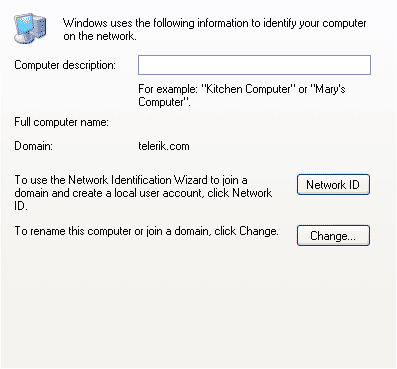 Windows uses the following information to identify your computer
on the network.
Computer description:
For example: "Kitchen Computer" or "Mary's
Computer".
Full computer name:
Domain: telerik.com
To use the Network Identification Wizard to join a
domain and create a local user account, click Network
ID.
Network ID
To rename this computer or join a domain, click Change.
Change...